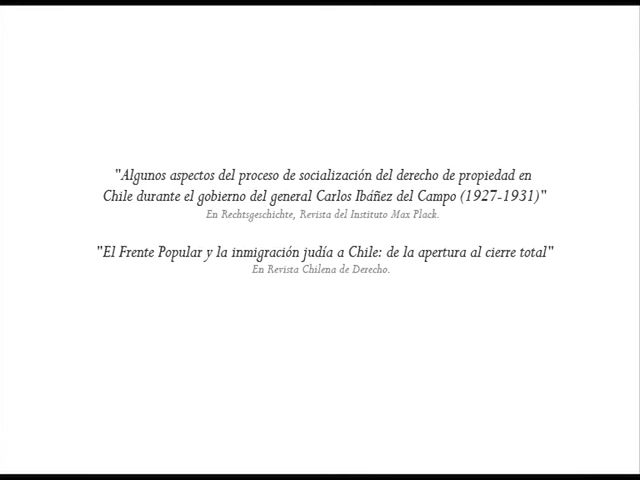 "Algunos aspectos del proceso de socialización del derecho de propiedad en
Chile durante el gobierno del general Carlos Ibáñez del Campo (1927-1931)"
En Rechtsgeschichte, Revista del Instituto Max Plack.
"El Frente Popular y la inmigración judía a Chile: de la apertura al cierre total"
En Revista Chilena de Derecho.